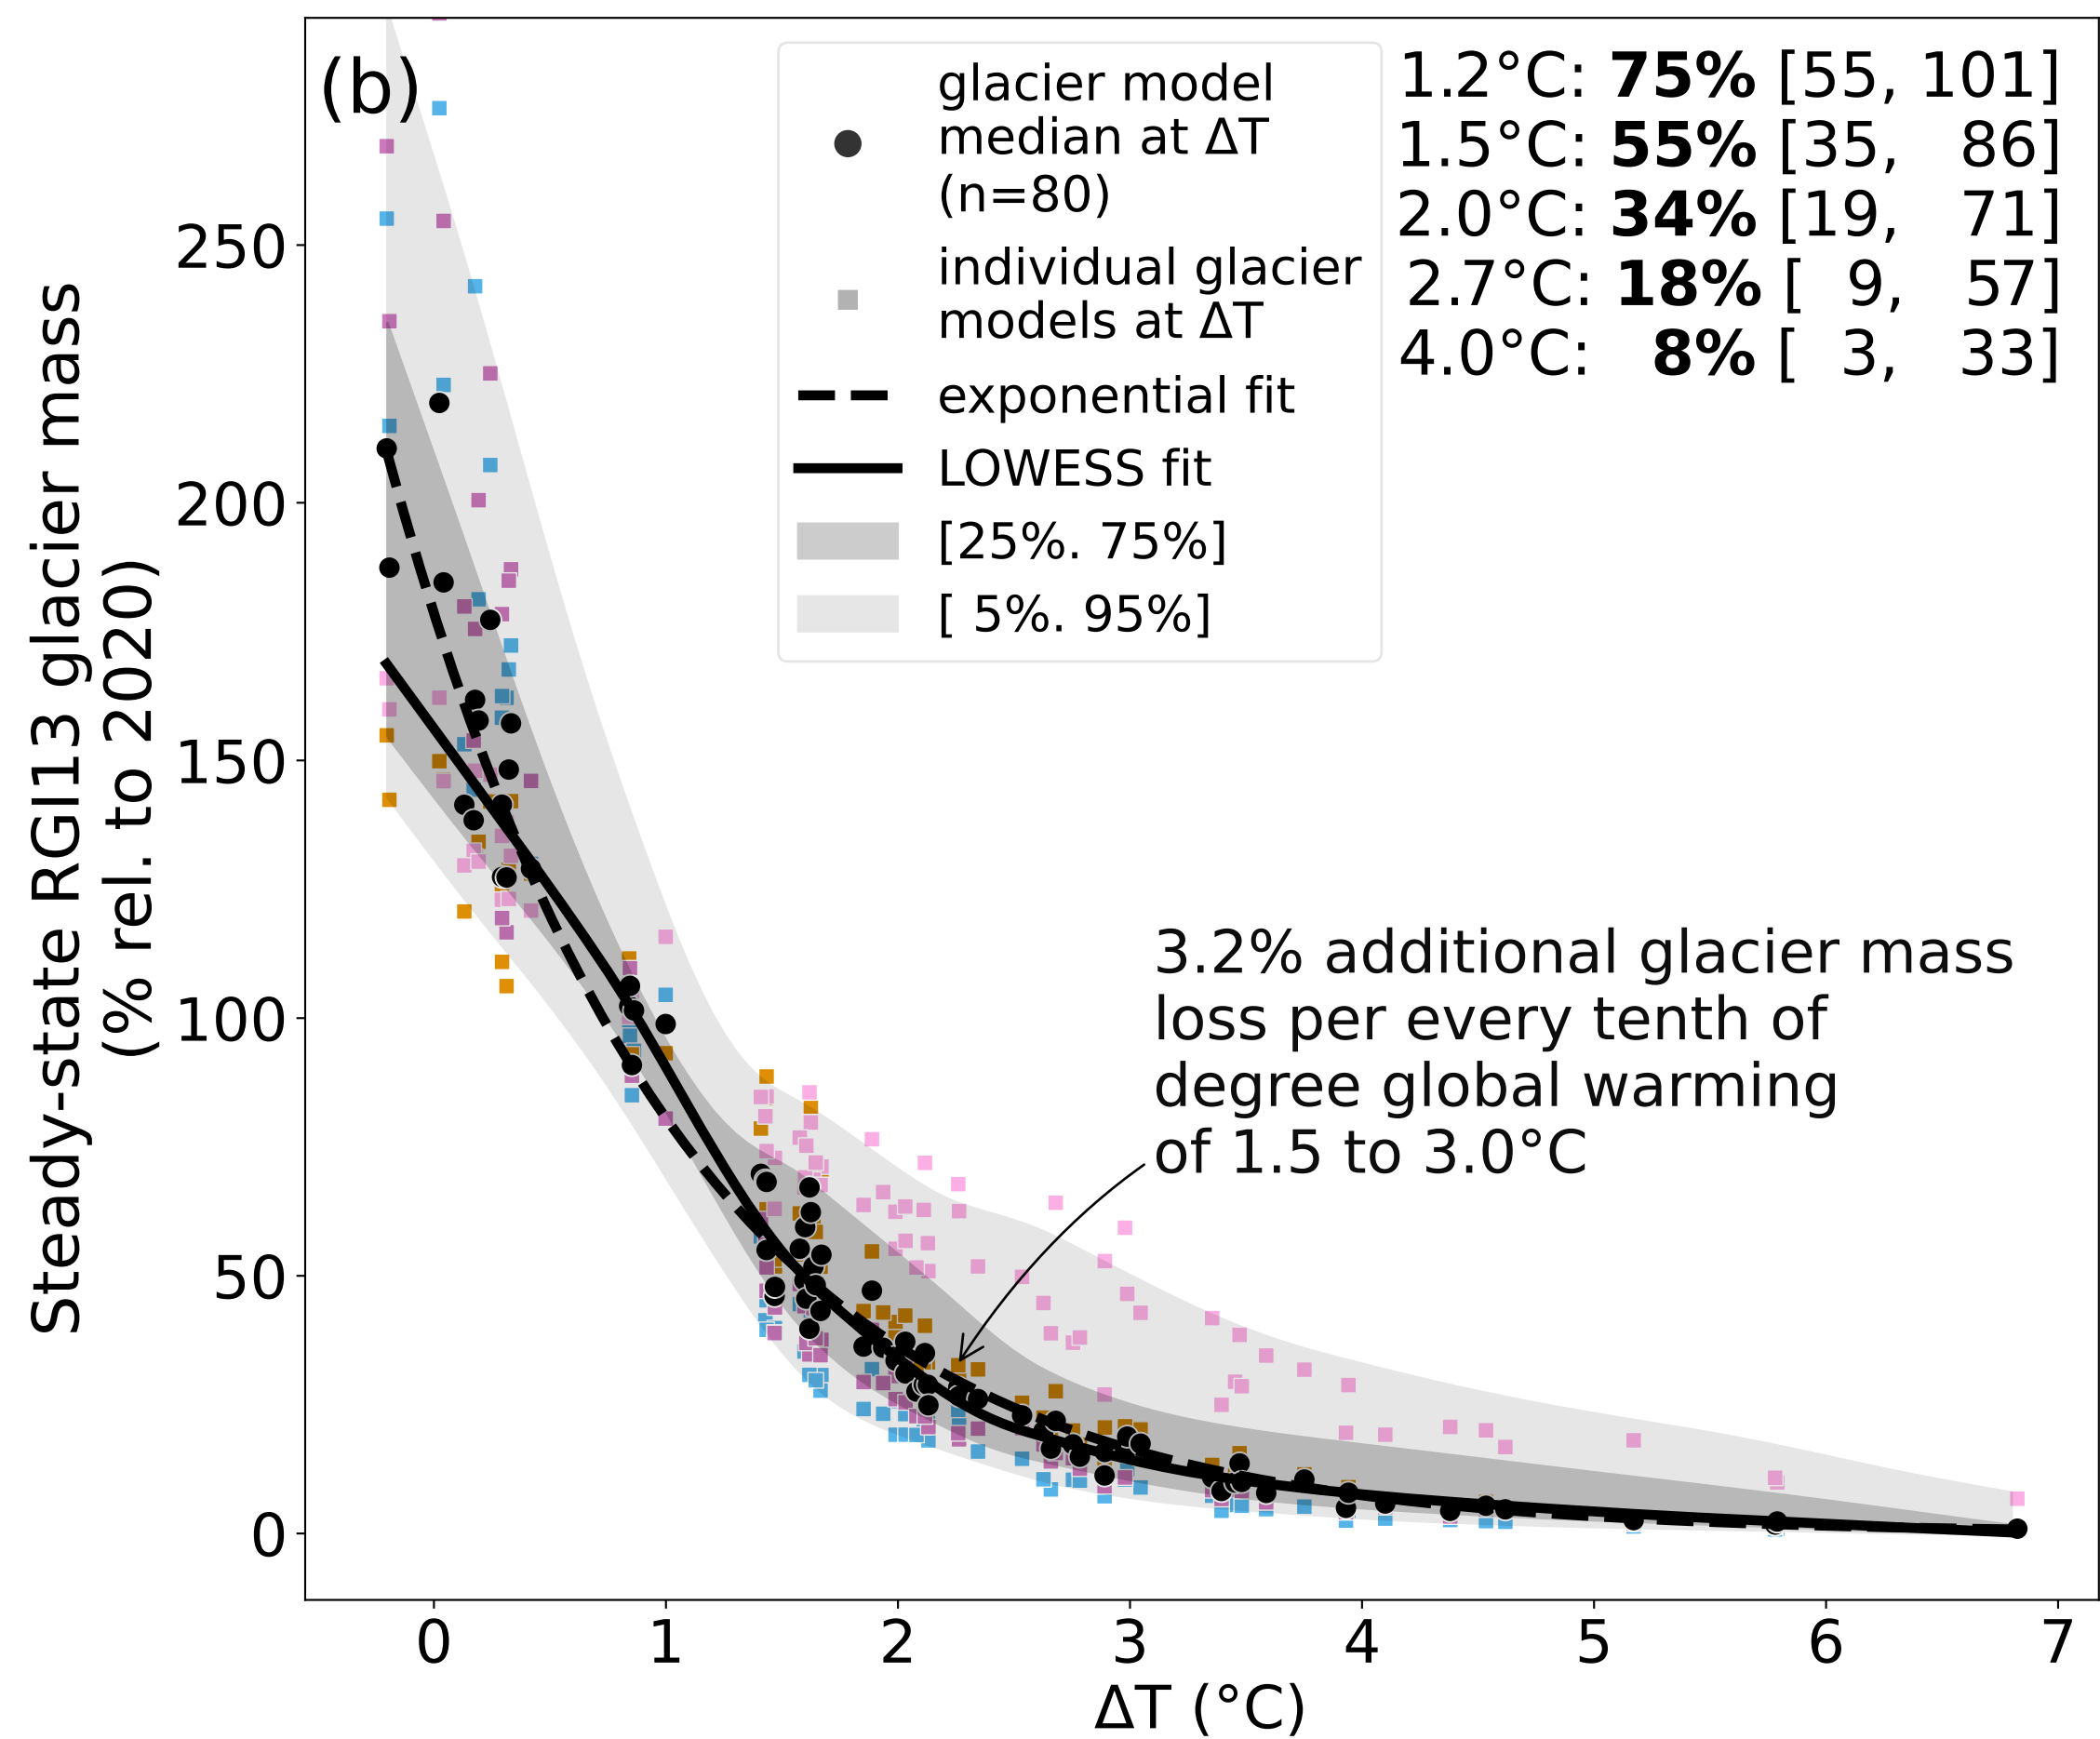 (b)
glacier model
median at ΔT
(n=80)
individual glacier
models at ΔT
exponential fit
LOWESS fit
[25%. 75%]
[ 5%. 95%]
1.2°C: 75% [55, 101]
1.5°C: 55% [35, 86]
2.0°C: 34% [19, 71]
2.7°C: 18% [ 9, 57]
4.0°C: 8% [ 3, 33]
3.2% additional glacier mass
loss per every tenth of
degree global warming
of 1.5 to 3.0°C
Steady-state RGI13 glacier mass
(% rel. to 2020)
250
200
150
100
50
0
0 1 2 3 4 5 6 7
ΔT (°C)